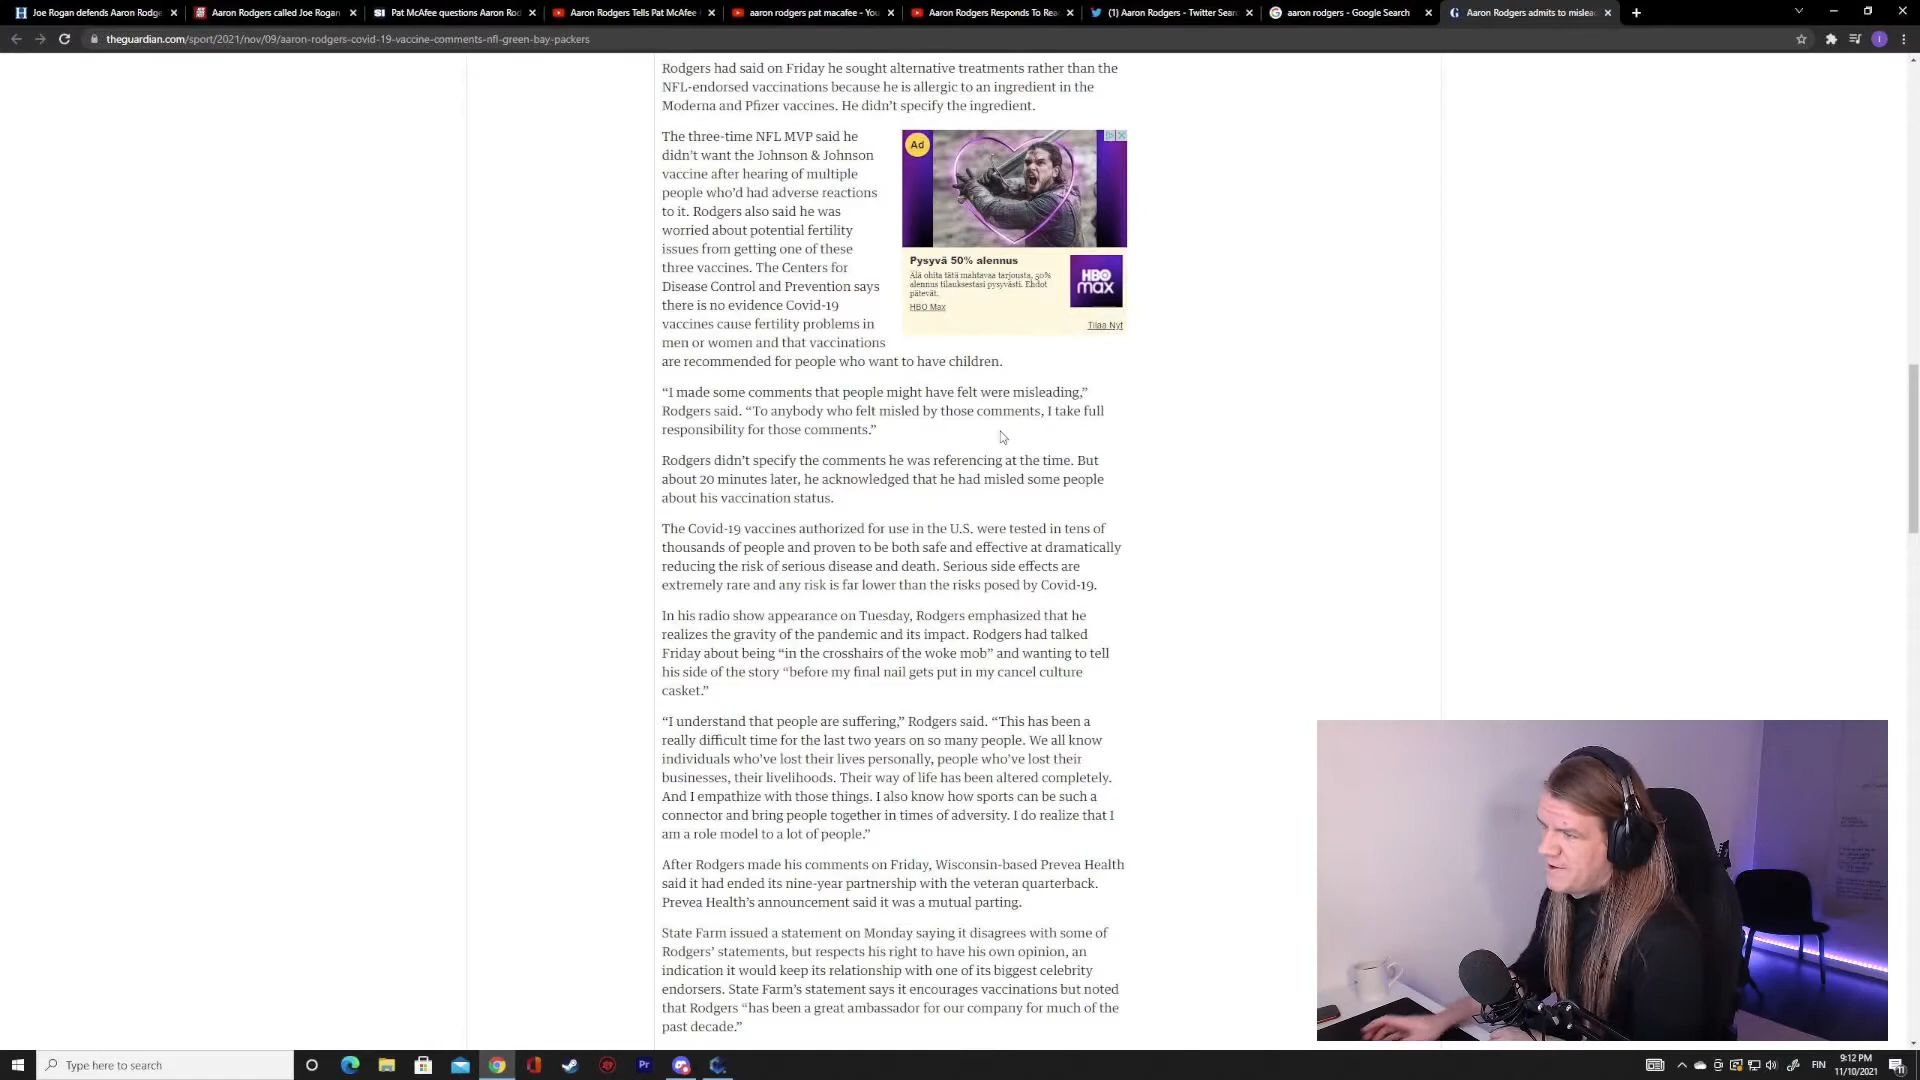 Joe Rogan defends Aaron Rodge
Aaron Rodgers called Joe Rogan
SI Pat McAfee questions Aaron Rod
Aaron Rodgers Tells Pat McAfee
aaron rodgers pat macafee - You
Aaron Rodgers Responds To Rea
(1) Aaron Rodgers - Twitter Sear
aaron rodgers - Google Search
Aaron Rodgers admits to mislea
theguardian.com/sport/2021/nov/09/aaron-rodgers-covid-19-vaccine-comments-nfl-green-bay-packers
Rodgers had said on Friday he sought alternative treatments rather than the
NFL-endorsed vaccinations because he is allergic to an ingredient in the
Moderna and Pfizer vaccines. He didn't specify the ingredient.
The three-time NFL MVP said he
didn't want the Johnson & Johnson
vaccine after hearing of multiple
people who'd had adverse reactions
to it. Rodgers also said he was
worried about potential fertility
issues from getting one of these
three vaccines. The Centers for
Disease Control and Prevention says
there is no evidence Covid-19
vaccines cause fertility problems in
men or women and that vaccinations
are recommended for people who want to have children.
Ad
Pysyvä 50% alennus
Älä ohita tätä mahtavaa tarjousta, 50%
alennus tilauksestasi pysyvästi. Ehdot
pätevät.
HBO Max
HBO
max
Tilaa Nyt
“I made some comments that people might have felt were misleading,”
Rodgers said. “To anybody who felt misled by those comments, I take full
responsibility for those comments.”
Rodgers didn't specify the comments he was referencing at the time. But
about 20 minutes later, he acknowledged that he had misled some people
about his vaccination status.
The Covid-19 vaccines authorized for use in the U.S. were tested in tens of
thousands of people and proven to be both safe and effective at dramatically
reducing the risk of serious disease and death. Serious side effects are
extremely rare and any risk is far lower than the risks posed by Covid-19.
In his radio show appearance on Tuesday, Rodgers emphasized that he
realizes the gravity of the pandemic and its impact. Rodgers had talked
Friday about being “in the crosshairs of the woke mob” and wanting to tell
his side of the story “before my final nail gets put in my cancel culture
casket.”
“I understand that people are suffering,” Rodgers said. “This has been a
really difficult time for the last two years on so many people. We all know
individuals who've lost their lives personally, people who've lost their
businesses, their livelihoods. Their way of life has been altered completely.
And I empathize with those things. I also know how sports can be such a
connector and bring people together in times of adversity. I do realize that I
am a role model to a lot of people.”
After Rodgers made his comments on Friday, Wisconsin-based Prevea Health
said it had ended its nine-year partnership with the veteran quarterback.
Prevea Health's announcement said it was a mutual parting.
State Farm issued a statement on Monday saying it disagrees with some of
Rodgers' statements, but respects his right to have his own opinion, an
indication it would keep its relationship with one of its biggest celebrity
endorsers. State Farm's statement says it encourages vaccinations but noted
that Rodgers “has been a great ambassador for our company for much of the
past decade.”
Type here to search
Pr
FIN
9:12 PM
11/10/2021